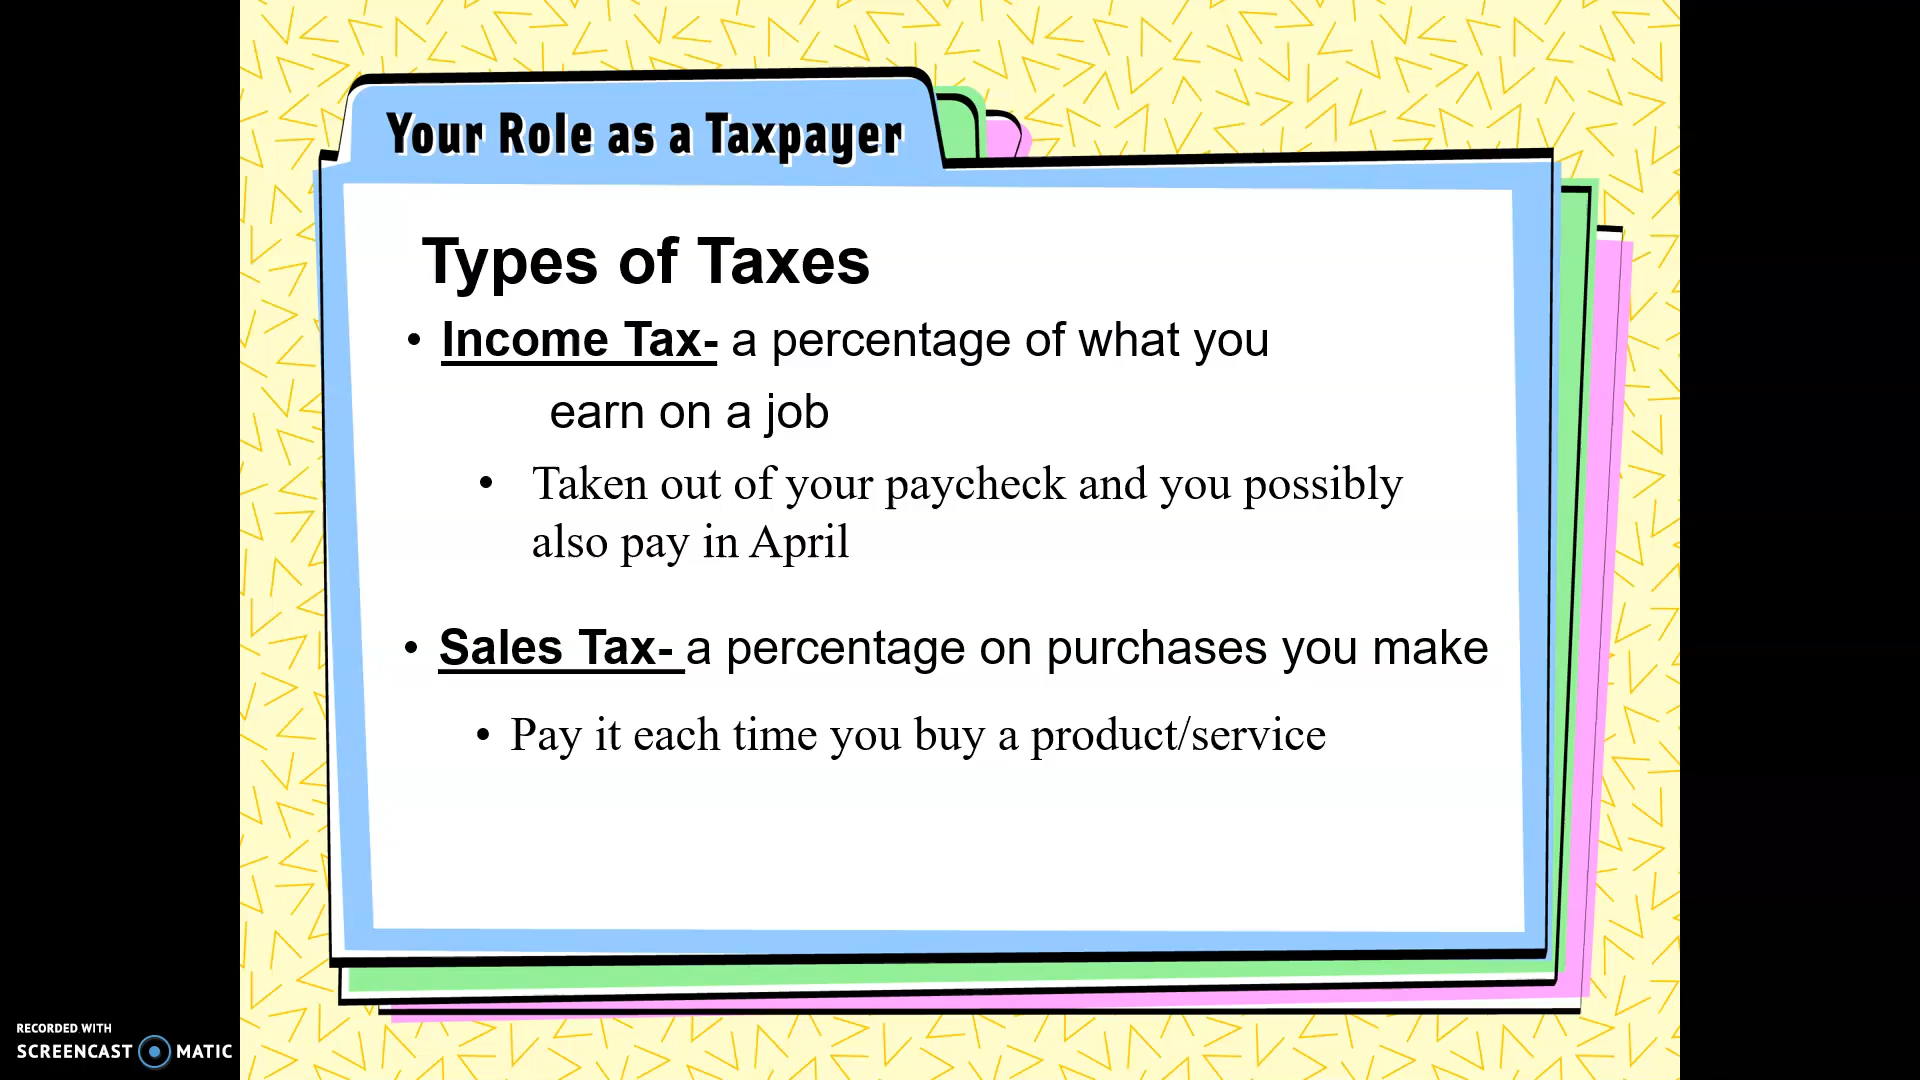 Your Role as a Taxpayer
Types of Taxes
• Income Tax- a percentage of what you
earn on a job
• Taken out of your paycheck and you possibly
also pay in April
• Sales Tax- a percentage on purchases you make
• Pay it each time you buy a product/service
RECORDED WITH
SCREENCAST MATIC